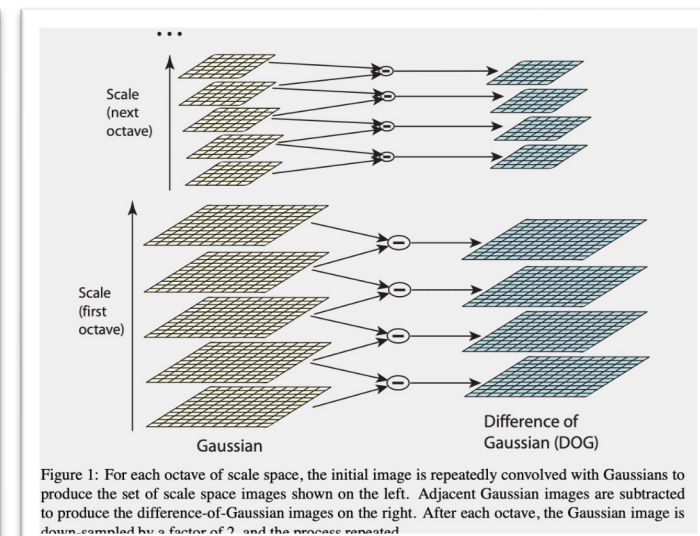 ...
Scale
(next
octave)
Scale
(first
octave)
Gaussian
Difference of
Gaussian (DOG)
Figure 1: For each octave of scale space, the initial image is repeatedly convolved with Gaussians to
produce the set of scale space images shown on the left. Adjacent Gaussian images are subtracted
to produce the difference-of-Gaussian images on the right. After each octave, the Gaussian image is
down-sampled by a factor of 2, and the process repeated.